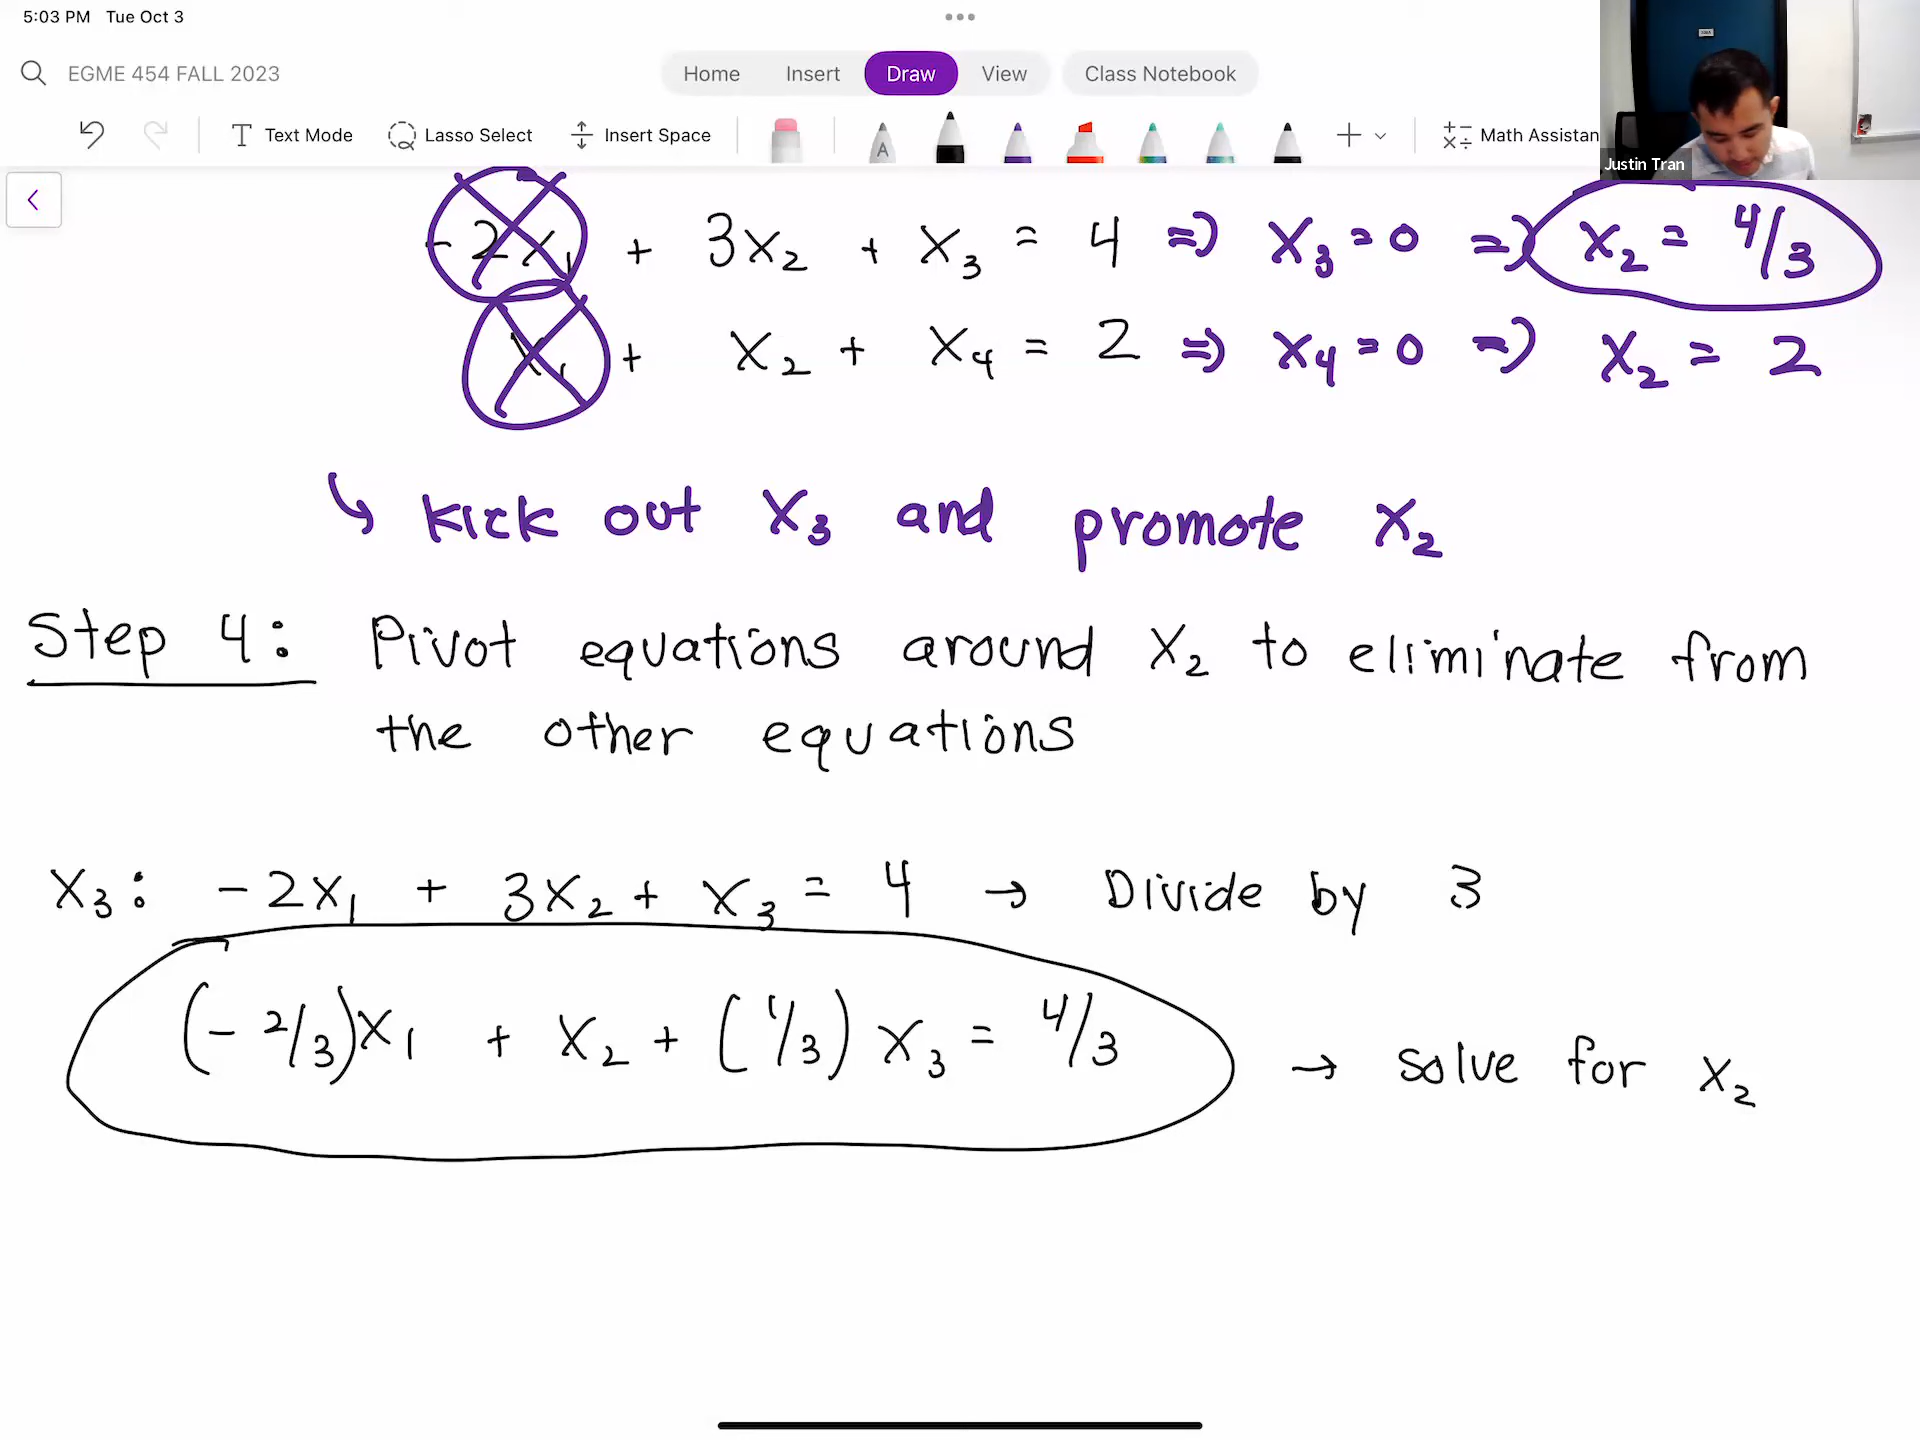 5:03 PM Tue Oct 3
EGME 454 FALL 2023
Home Insert Draw View Class Notebook
Text Mode Lasso Select Insert Space A Math Assistan
Justin Tran
- 2x₁ + 3x₂ + x₃ = 4 => x₃ = 0 => x₂ = 4/3
x₁ + x₂ + x₄ = 2 => x₄ = 0 => x₂ = 2
↳ kick out x₃ and promote x₂
Step 4: Pivot equations around x₂ to eliminate from
the other equations
x₃: -2x₁ + 3x₂ + x₃ = 4 → Divide by 3
(- 2/3)x₁ + x₂ + (1/3) x₃ = 4/3 → solve for x₂